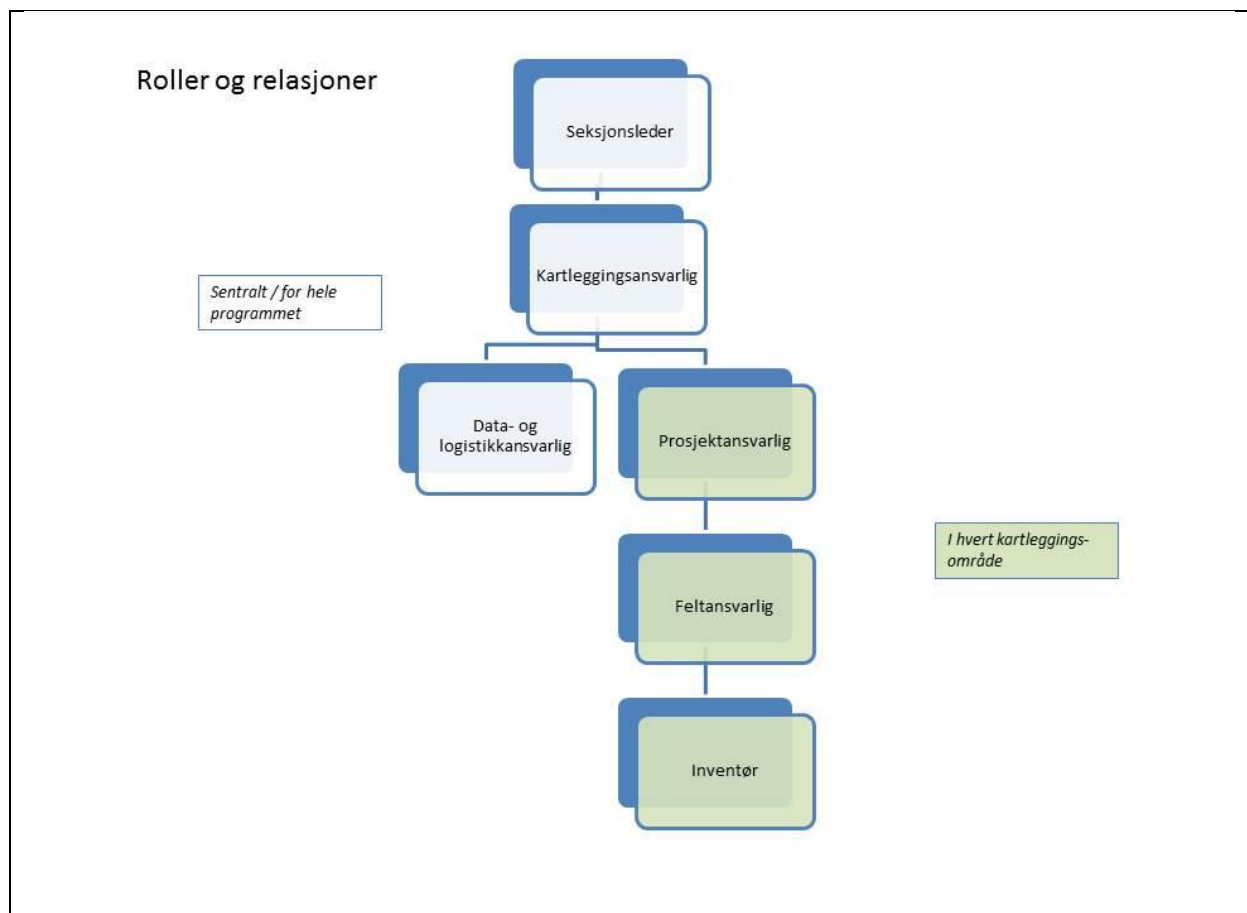 Roller og relasjoner
Seksjonsleder
Kartleggingsansvarlig
Sentralt / for hele
programmet
Data- og
logistikkansvarlig
Prosjektansvarlig
I hvert kartleggings-
område
Feltansvarlig
Inventør